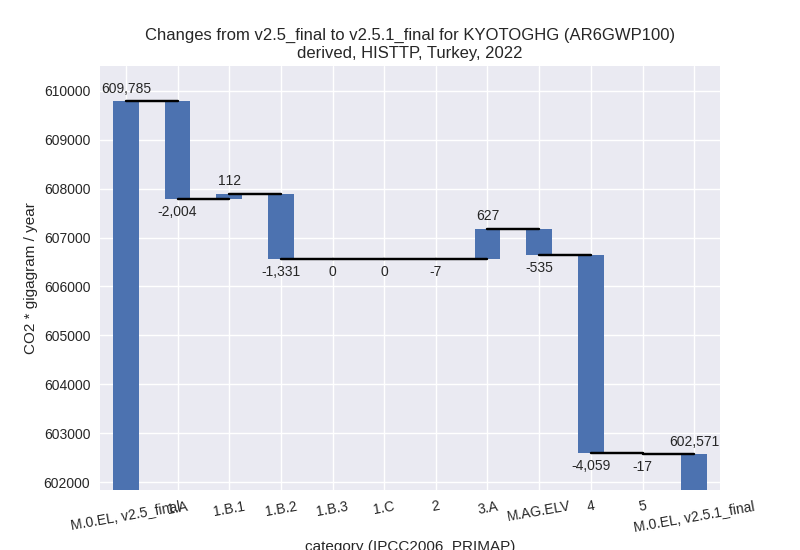 Changes from v2.5_final to v2.5.1_final for KYOTOGHG (AR6GWP100)
derived, HISTTP, Turkey, 2022
CO2 * gigagram / year
610000
609000
608000
607000
606000
605000
604000
603000
602000
609,785
-2,004
112
-1,331
0
0
-7
627
-535
-4,059
-17
602,571
M.0.EL, v2.5_final
1.A
1.B.1
1.B.2
1.B.3
1.C
2
3.A
M.AG.ELV
4
5
M.0.EL, v2.5.1_final
category (IPCC2006_PRIMAP)